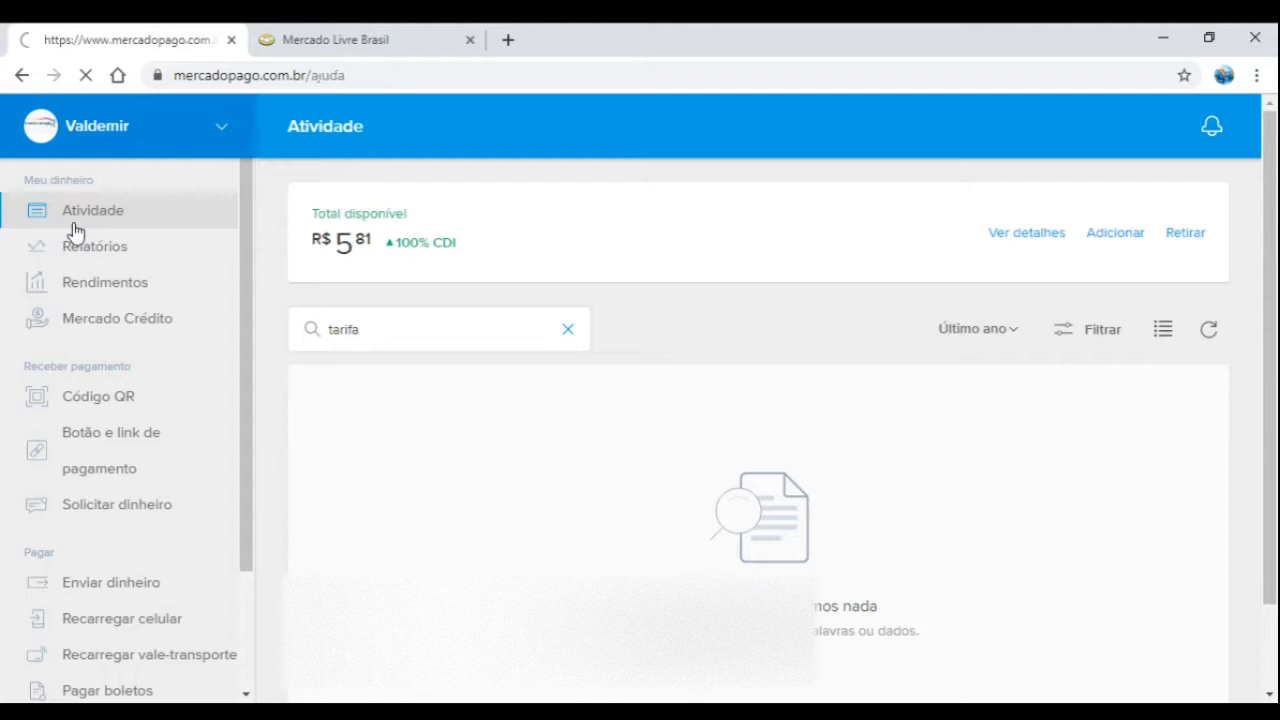 https://www.mercadopago.com.
Mercado Livre Brasil
mercadopago.com.br/ajuda
Valdemir
Atividade
Meu dinheiro
Atividade
Relatórios
Rendimentos
Mercado Crédito
Receber pagamento
Código QR
Botão e link de
pagamento
Solicitar dinheiro
Pagar
Enviar dinheiro
Recarregar celular
Recarregar vale-transporte
Pagar boletos
Total disponível
R$ 5 81 100% CDI
Ver detalhes Adicionar Retirar
tarifa
Último ano
Filtrar
nada
ou dados.